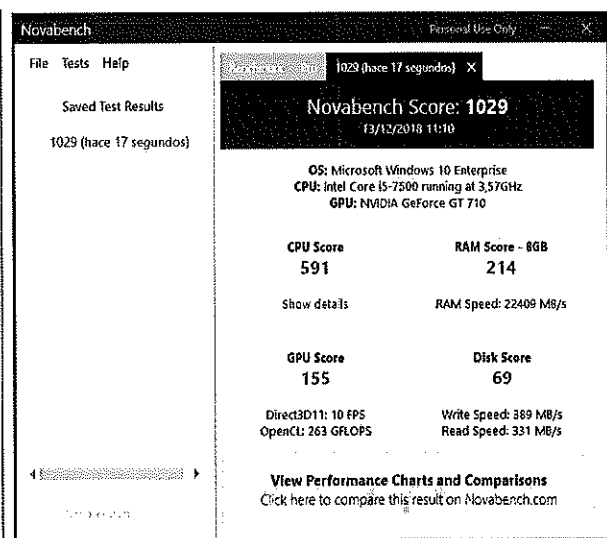 Novabench
Personal Use Only
File Tests Help
1029 (hace 17 segundos) X
Saved Test Results
1029 (hace 17 segundos)
Novabench Score: 1029
13/12/2018 11:10
OS: Microsoft Windows 10 Enterprise
CPU: Intel Core i5-7500 running at 3,57GHz
GPU: NVIDIA GeForce GT 710
CPU Score
591
Show details
RAM Score - 8GB
214
RAM Speed: 22409 MB/s
GPU Score
155
Direct3D11: 10 FPS
OpenCL: 263 GFLOPS
Disk Score
69
Write Speed: 389 MB/s
Read Speed: 331 MB/s
View Performance Charts and Comparisons
Click here to compare this result on Novabench.com